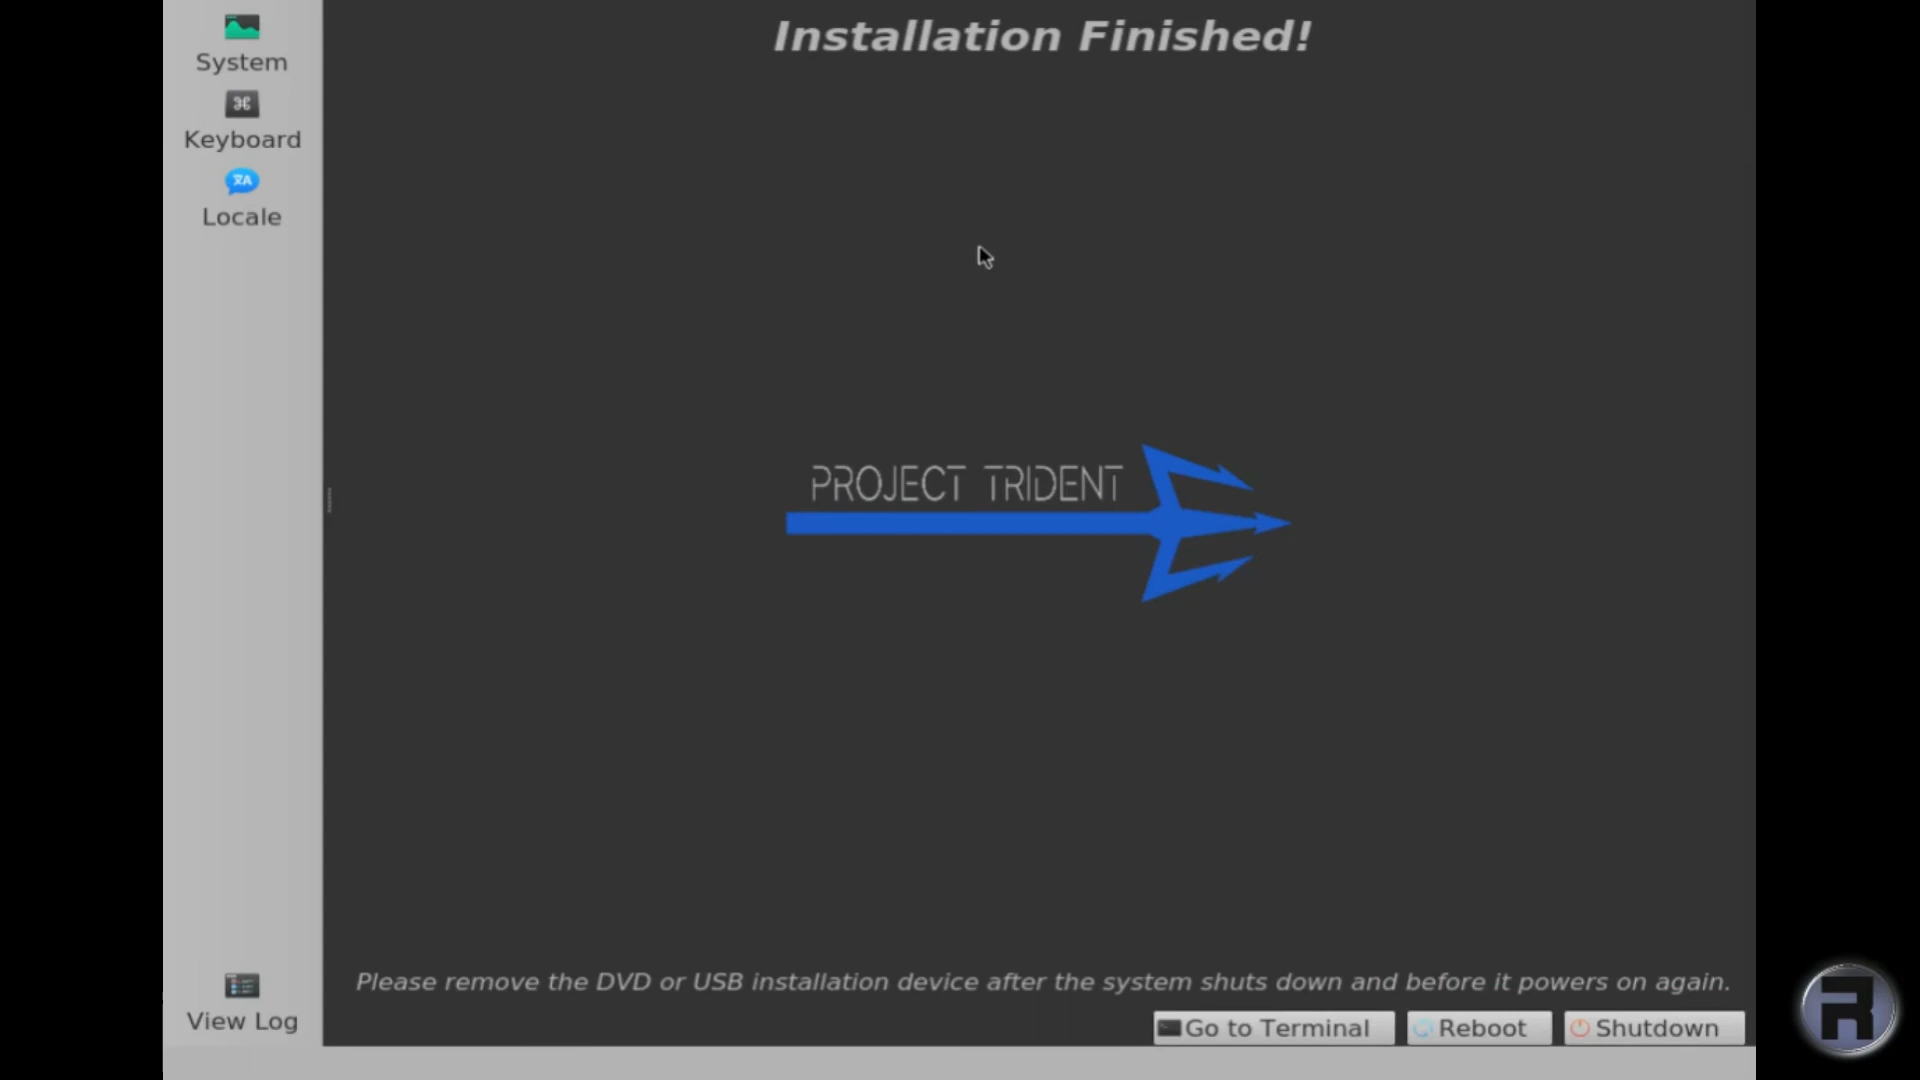 Installation Finished!
System
Keyboard
Locale
PROJECT TRIDENT
Please remove the DVD or USB installation device after the system shuts down and before it powers on again.
View Log
Go to Terminal
Reboot
Shutdown